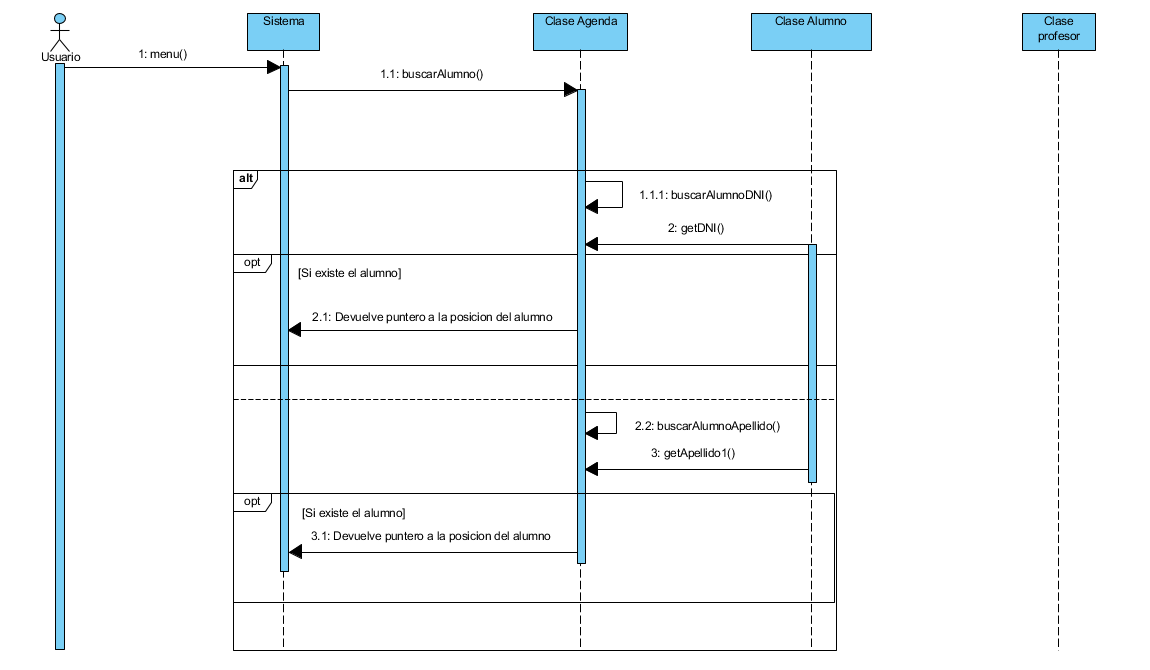 Usuario
Sistema
Clase Agenda
Clase Alumno
Clase
profesor
1: menu()
1.1: buscarAlumno()
alt
1.1.1: buscarAlumnoDNI()
2: getDNI()
opt
[Si existe el alumno]
2.1: Devuelve puntero a la posicion del alumno
2.2: buscarAlumnoApellido()
3: getApellido1()
opt
[Si existe el alumno]
3.1: Devuelve puntero a la posicion del alumno